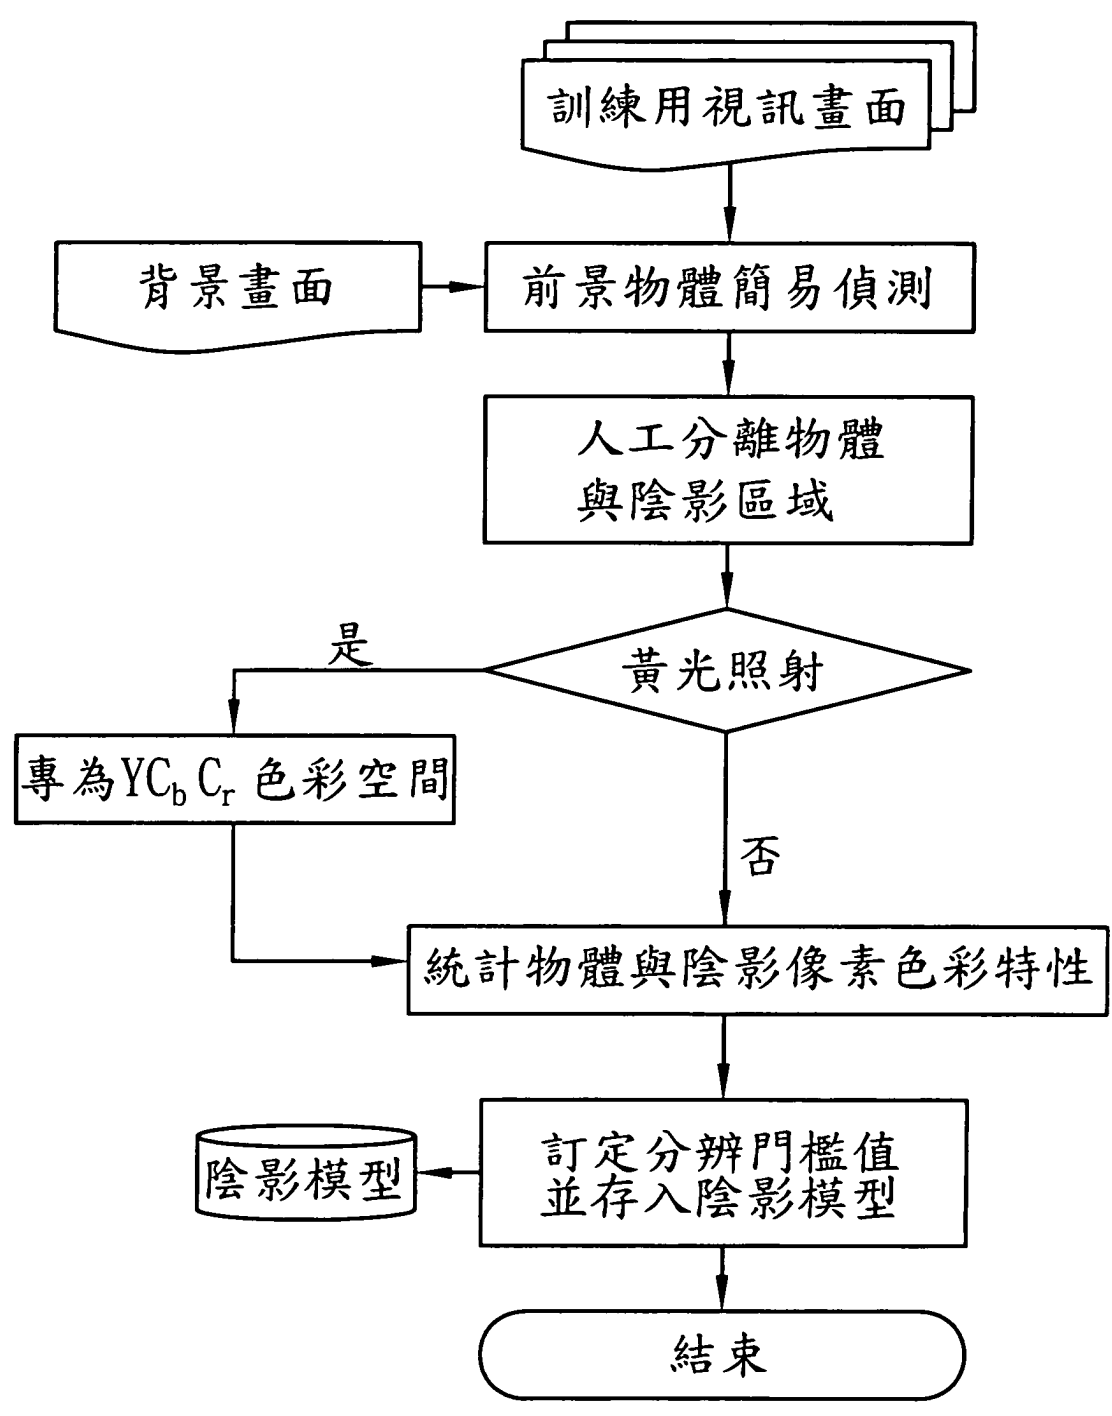 訓練用視訊畫面
背景畫面
前景物體簡易偵測
人工分離物體
與陰影區域
是
黃光照射
專為YCbCr色彩空間
否
統計物體與陰影像素色彩特性
陰影模型
訂定分辨門檻值
並存入陰影模型
結束